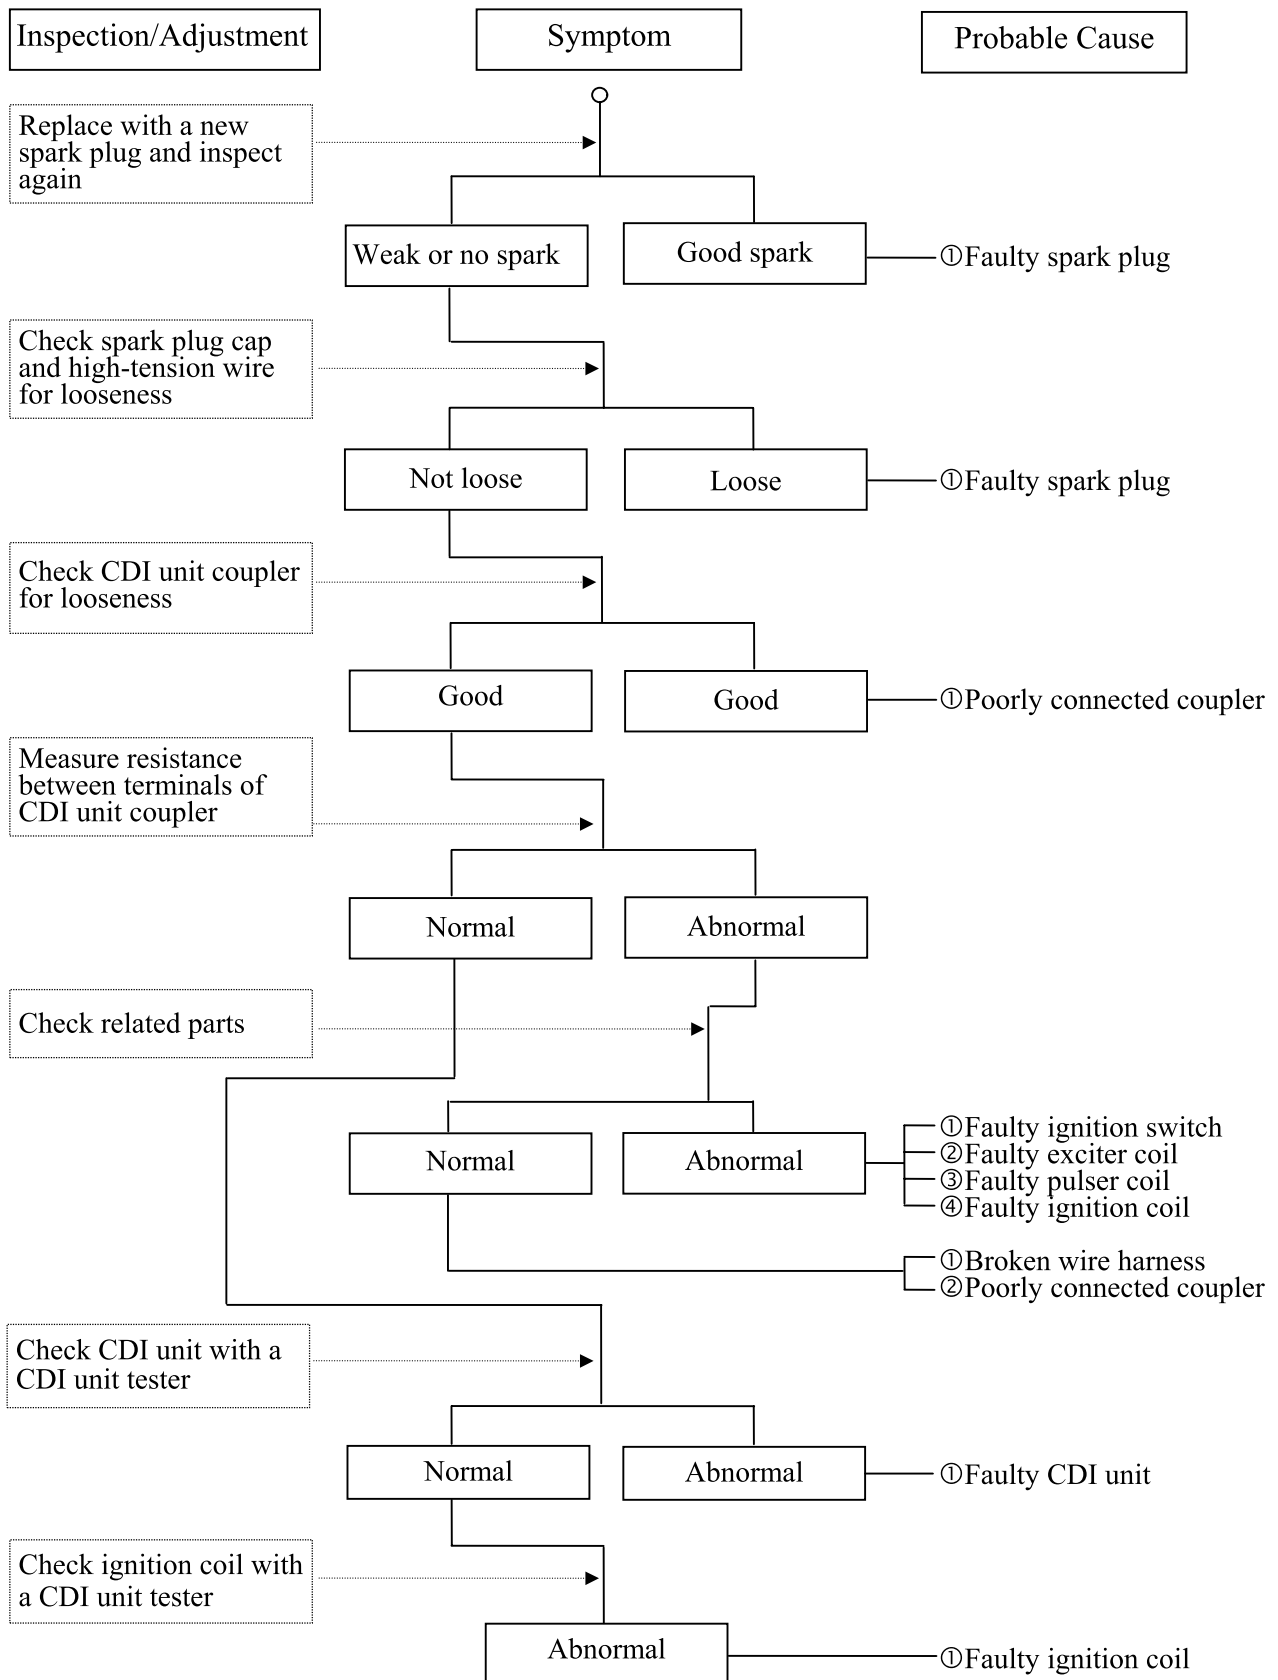 Inspection/Adjustment
Symptom
Probable Cause
Replace with a new
spark plug and inspect
again
Weak or no spark
Good spark
①Faulty spark plug
Check spark plug cap
and high-tension wire
for looseness
Not loose
Loose
①Faulty spark plug
Check CDI unit coupler
for looseness
Good
Good
①Poorly connected coupler
Measure resistance
between terminals of
CDI unit coupler
Normal
Abnormal
Check related parts
Normal
Abnormal
①Faulty ignition switch
②Faulty exciter coil
③Faulty pulser coil
④Faulty ignition coil
①Broken wire harness
②Poorly connected coupler
Check CDI unit with a
CDI unit tester
Normal
Abnormal
①Faulty CDI unit
Check ignition coil with
a CDI unit tester
Abnormal
①Faulty ignition coil